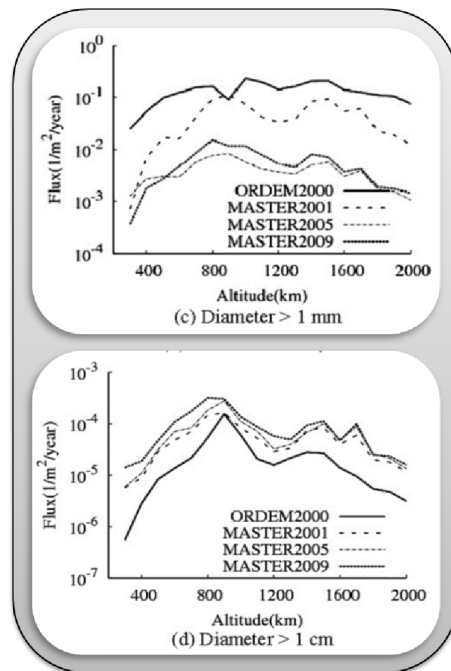 10^0
10^-1
10^-2
10^-3
10^-4
Flux(1/m^2/year)
ORDEM2000
MASTER2001
MASTER2005
MASTER2009
400 800 1200 1600 2000
Altitude(km)
(c) Diameter > 1 mm
10^-3
10^-4
10^-5
10^-6
10^-7
Flux(1/m^2/year)
ORDEM2000
MASTER2001
MASTER2005
MASTER2009
400 800 1200 1600 2000
Altitude(km)
(d) Diameter > 1 cm